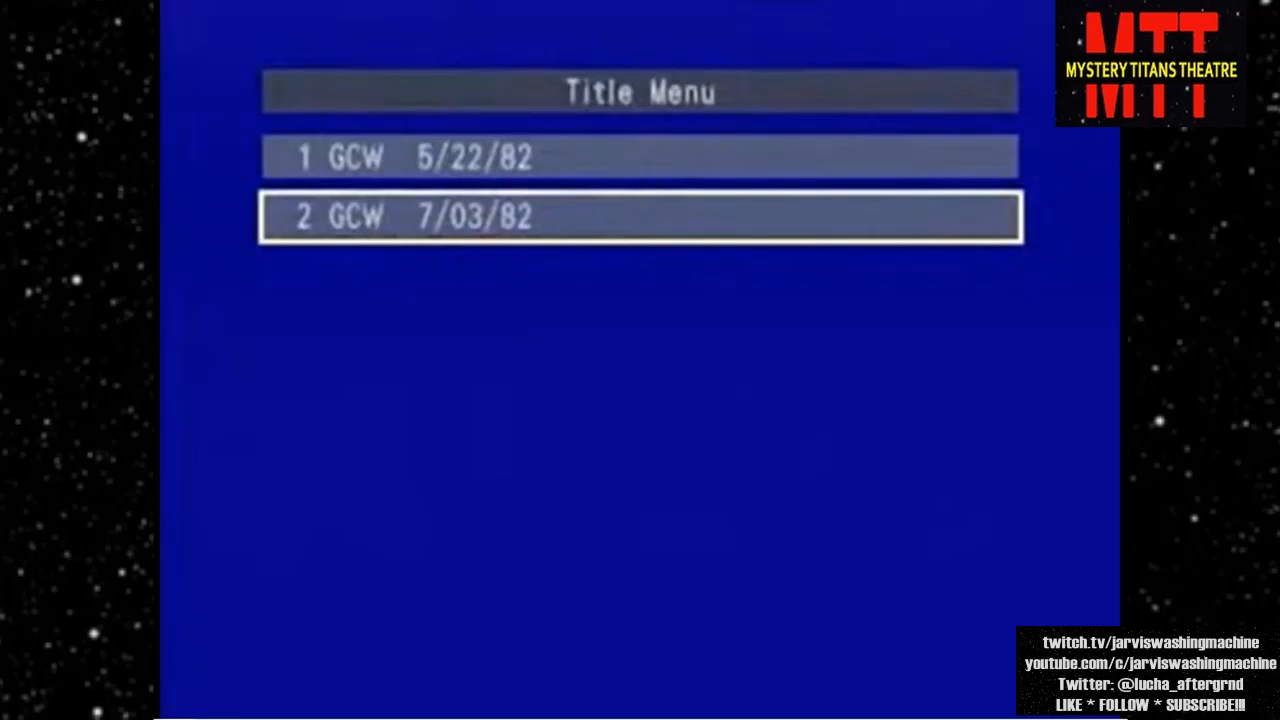 MTT
MYSTERY TITANS THEATRE
Title Menu
1 GCW 5/22/82
2 GCW 7/03/82
twitch.tv/jarviswashingmachine
youtube.com/c/jarviswashingmachine
Twitter: @lucha_aftergrnd
LIKE * FOLLOW * SUBSCRIBE!!!